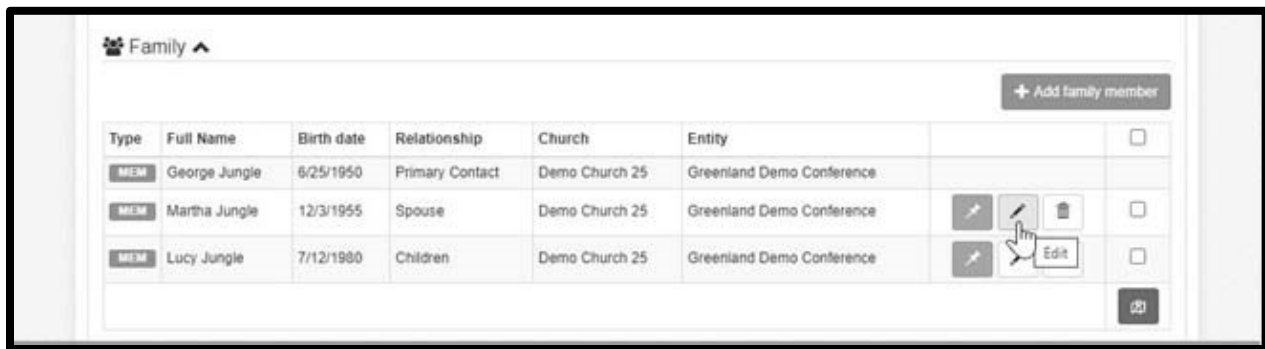 Family
+ Add family member
Type Full Name Birth date Relationship Church Entity
MEM George Jungle 6/25/1950 Primary Contact Demo Church 25 Greenland Demo Conference
MEM Martha Jungle 12/3/1955 Spouse Demo Church 25 Greenland Demo Conference
MEM Lucy Jungle 7/12/1980 Children Demo Church 25 Greenland Demo Conference
Edit